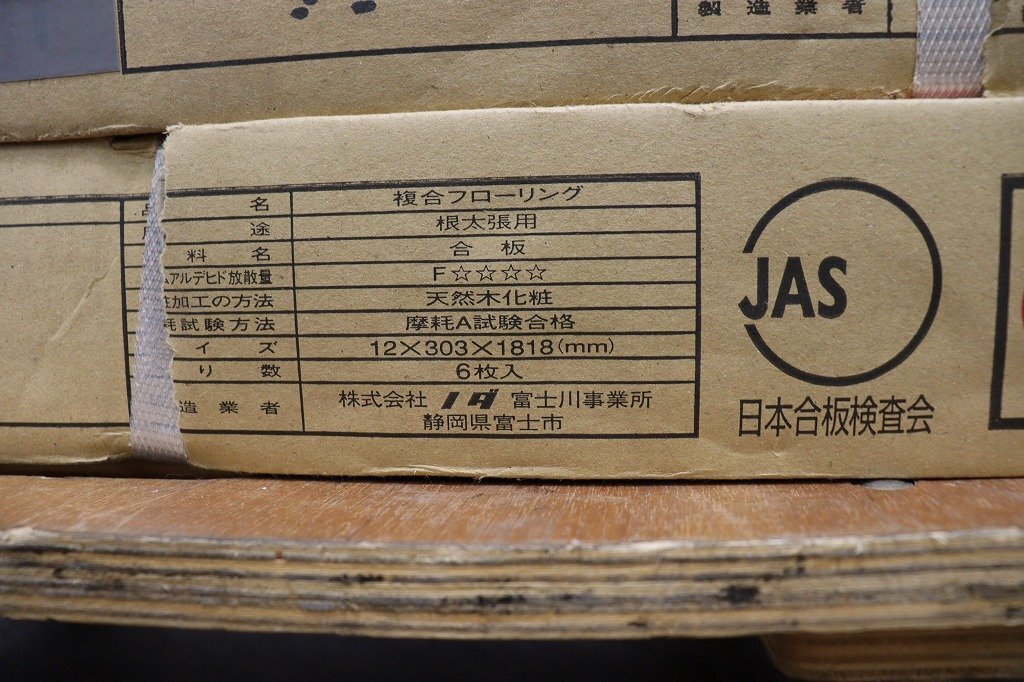 製造業者
名 複合フローリング
途 根太張用
料名 合板
アルデヒド放散量 F☆☆☆☆
加工の方法 天然木化粧
耗試験方法 摩耗A試験合格
イズ 12×303×1818(mm)
り数 6枚入
造業者 株式会社 ノダ 富士川事業所
静岡県富士市
JAS
日本合板検査会